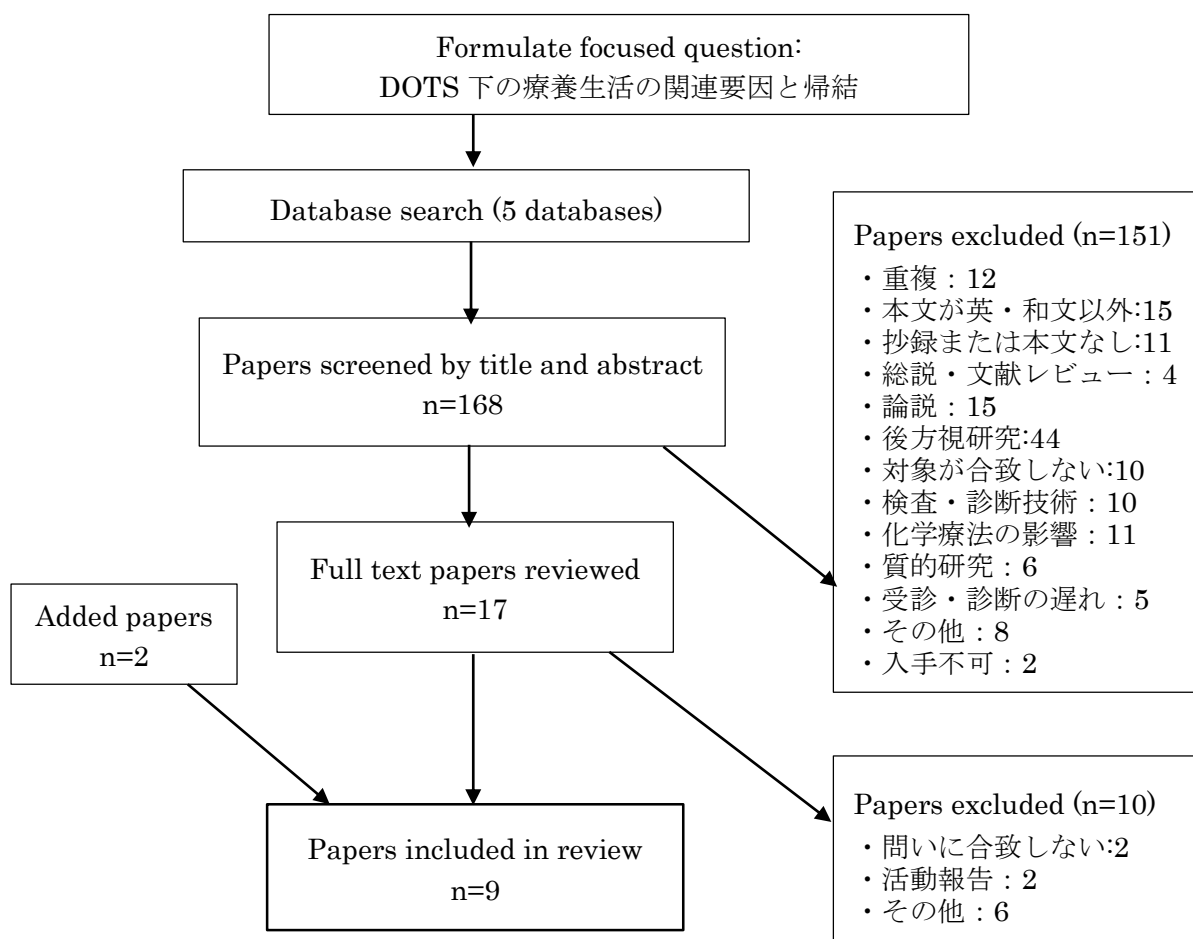 Formulate focused question:
DOTS 下の療養生活の関連要因と帰結
Database search (5 databases)
Papers screened by title and abstract
n=168
Papers excluded (n=151)
・重複：12
・本文が英・和文以外:15
・抄録または本文なし:11
・総説・文献レビュー：4
・論説：15
・後方視研究:44
・対象が合致しない:10
・検査・診断技術：10
・化学療法の影響：11
・質的研究：6
・受診・診断の遅れ：5
・その他：8
・入手不可：2
Full text papers reviewed
n=17
Added papers
n=2
Papers included in review
n=9
Papers excluded (n=10)
・問いに合致しない:2
・活動報告：2
・その他：6